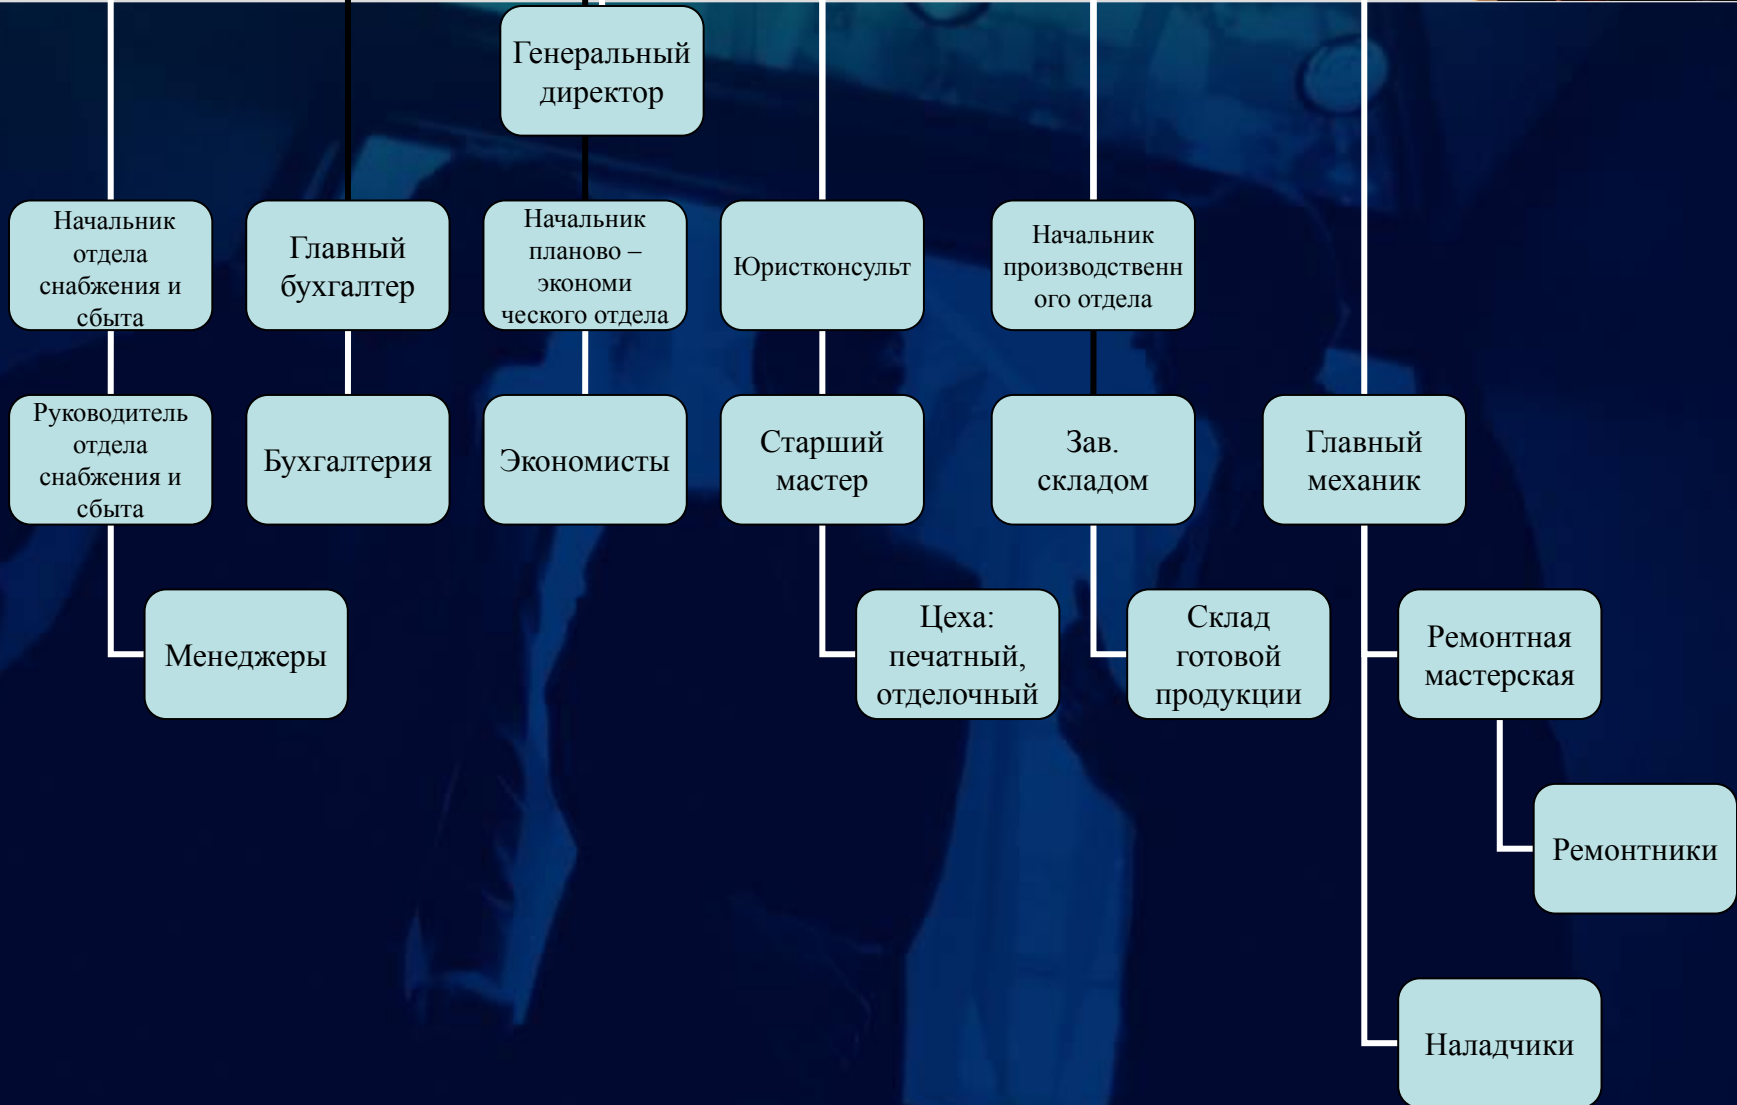 Генеральный
директор
Начальник
отдела
снабжения и
сбыта
Главный
бухгалтер
Начальник
планово –
экономи
ческого отдела
Юристконсульт
Начальник
производственн
ого отдела
Руководитель
отдела
снабжения и
сбыта
Бухгалтерия
Экономисты
Старший
мастер
Зав.
складом
Главный
механик
Менеджеры
Цеха:
печатный,
отделочный
Склад
готовой
продукции
Ремонтная
мастерская
Ремонтники
Наладчики